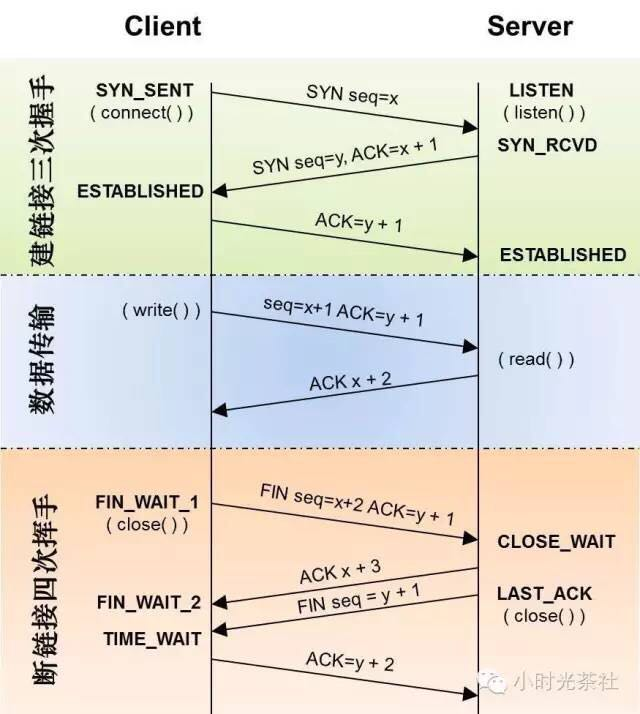 Client
Server
建链接三次握手
SYN_SENT
( connect( ) )
SYN seq=x
LISTEN
( listen( ) )
SYN_RCVD
SYN seq=y, ACK=x + 1
ESTABLISHED
ACK=y + 1
ESTABLISHED
数据传输
( write( ) )
seq=x+1 ACK=y + 1
( read( ) )
ACK x + 2
断链接四次挥手
FIN_WAIT_1
( close( ) )
FIN seq=x+2 ACK=y + 1
CLOSE_WAIT
ACK x + 3
FIN_WAIT_2
FIN seq = y + 1
LAST_ACK
( close( ) )
TIME_WAIT
ACK=y + 2
小时光茶社